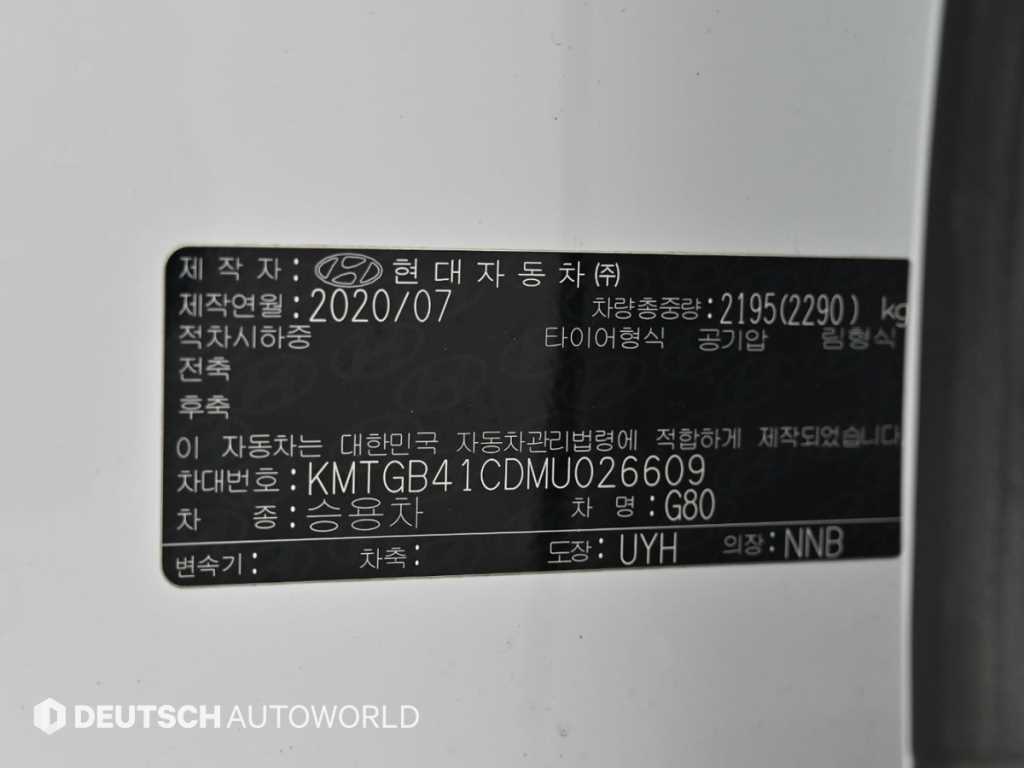 제 작 자 : 현 대 자 동 차 ㈜
제작연월 : 2020/07 차량총중량 : 2195(2290) kg
적차시하중 타이어형식 공기압 림형식
전축
후축
이 자동차는 대한민국 자동차관리법령에 적합하게 제작되었습니다
차대번호 : KMTGB41CDMU026609
차 종 : 승용차 차 명 : G80
변속기 : 차축 : 도장 : UYH 의장 : NNB
DEUTSCH AUTOWORLD